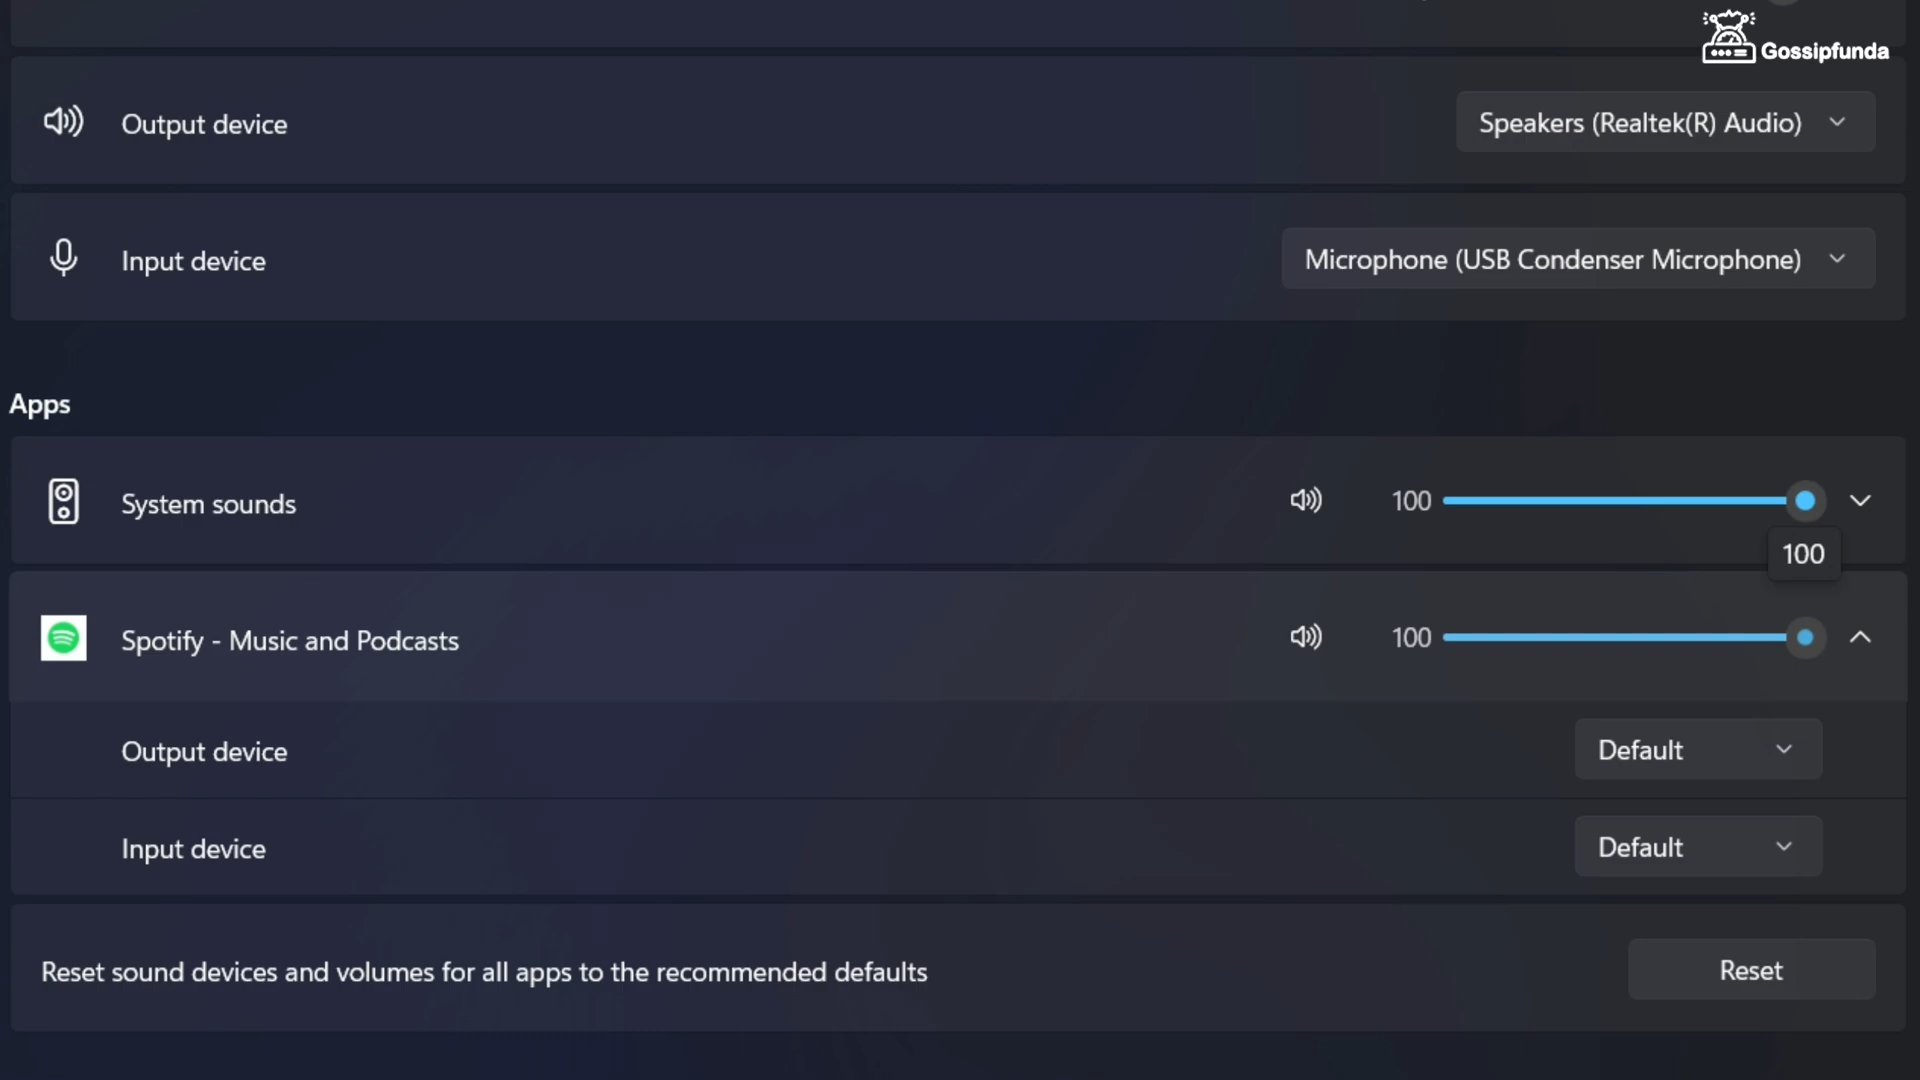 Gossipfunda
Output device
Speakers (Realtek(R) Audio)
Input device
Microphone (USB Condenser Microphone)
Apps
System sounds
100
100
Spotify - Music and Podcasts
100
Output device
Default
Input device
Default
Reset sound devices and volumes for all apps to the recommended defaults
Reset